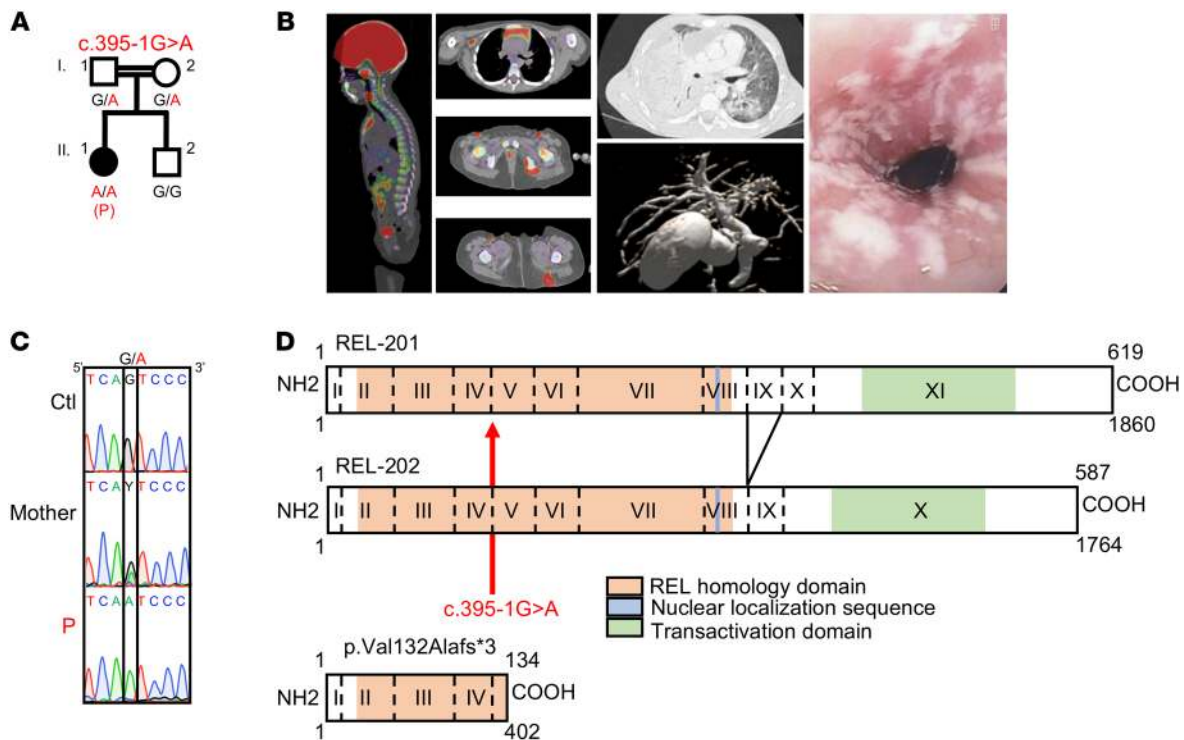 A
c.395-1G>A
I. 1 2
G/A G/A
II. 1 2
A/A G/G
(P)
B
C
G/A
5' 3'
Ctl
T C A G T C C C
Mother
T C A Y T C C C
P
T C A A T C C C
D
1 REL-201 619
NH2 I II III IV V VI VII VIII IX X XI COOH
1 1860
1 REL-202 587
NH2 I II III IV V VI VII VIII IX X COOH
1 1764
c.395-1G>A
REL homology domain
Nuclear localization sequence
Transactivation domain
p.Val132Alafs*3
1 134
NH2 I II III IV COOH
1 402